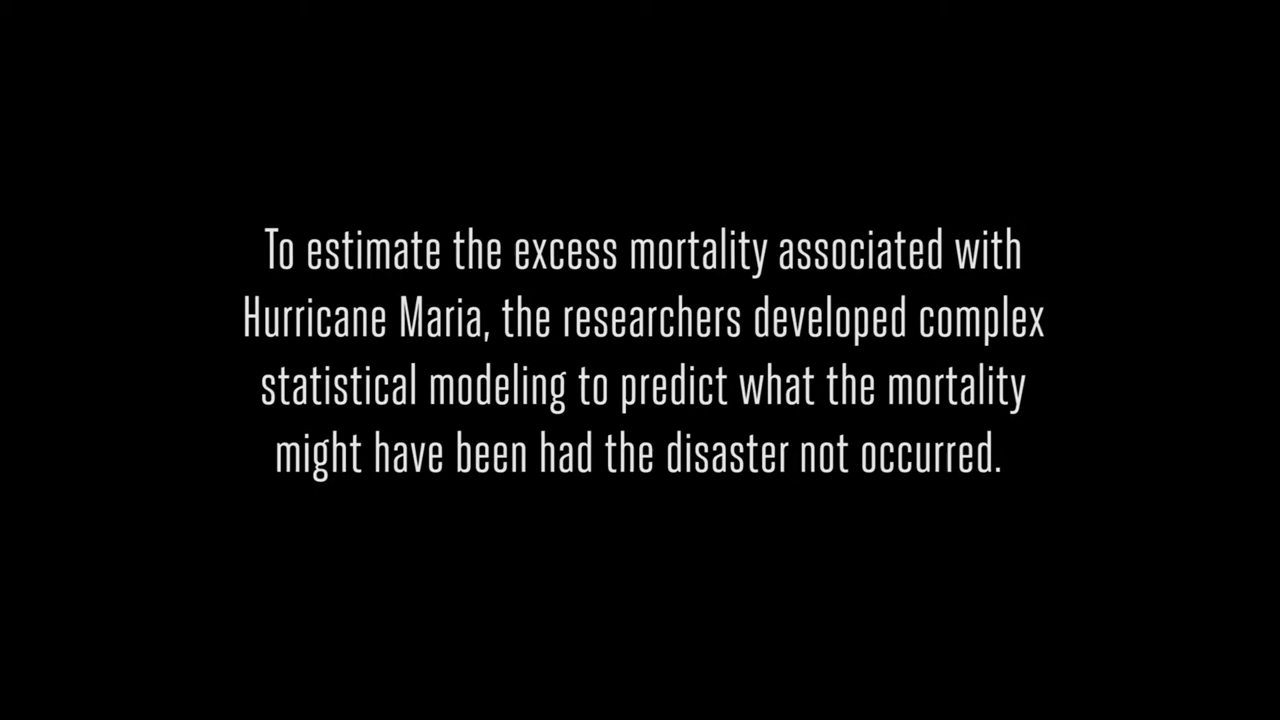 To estimate the excess mortality associated with
Hurricane Maria, the researchers developed complex
statistical modeling to predict what the mortality
might have been had the disaster not occurred.